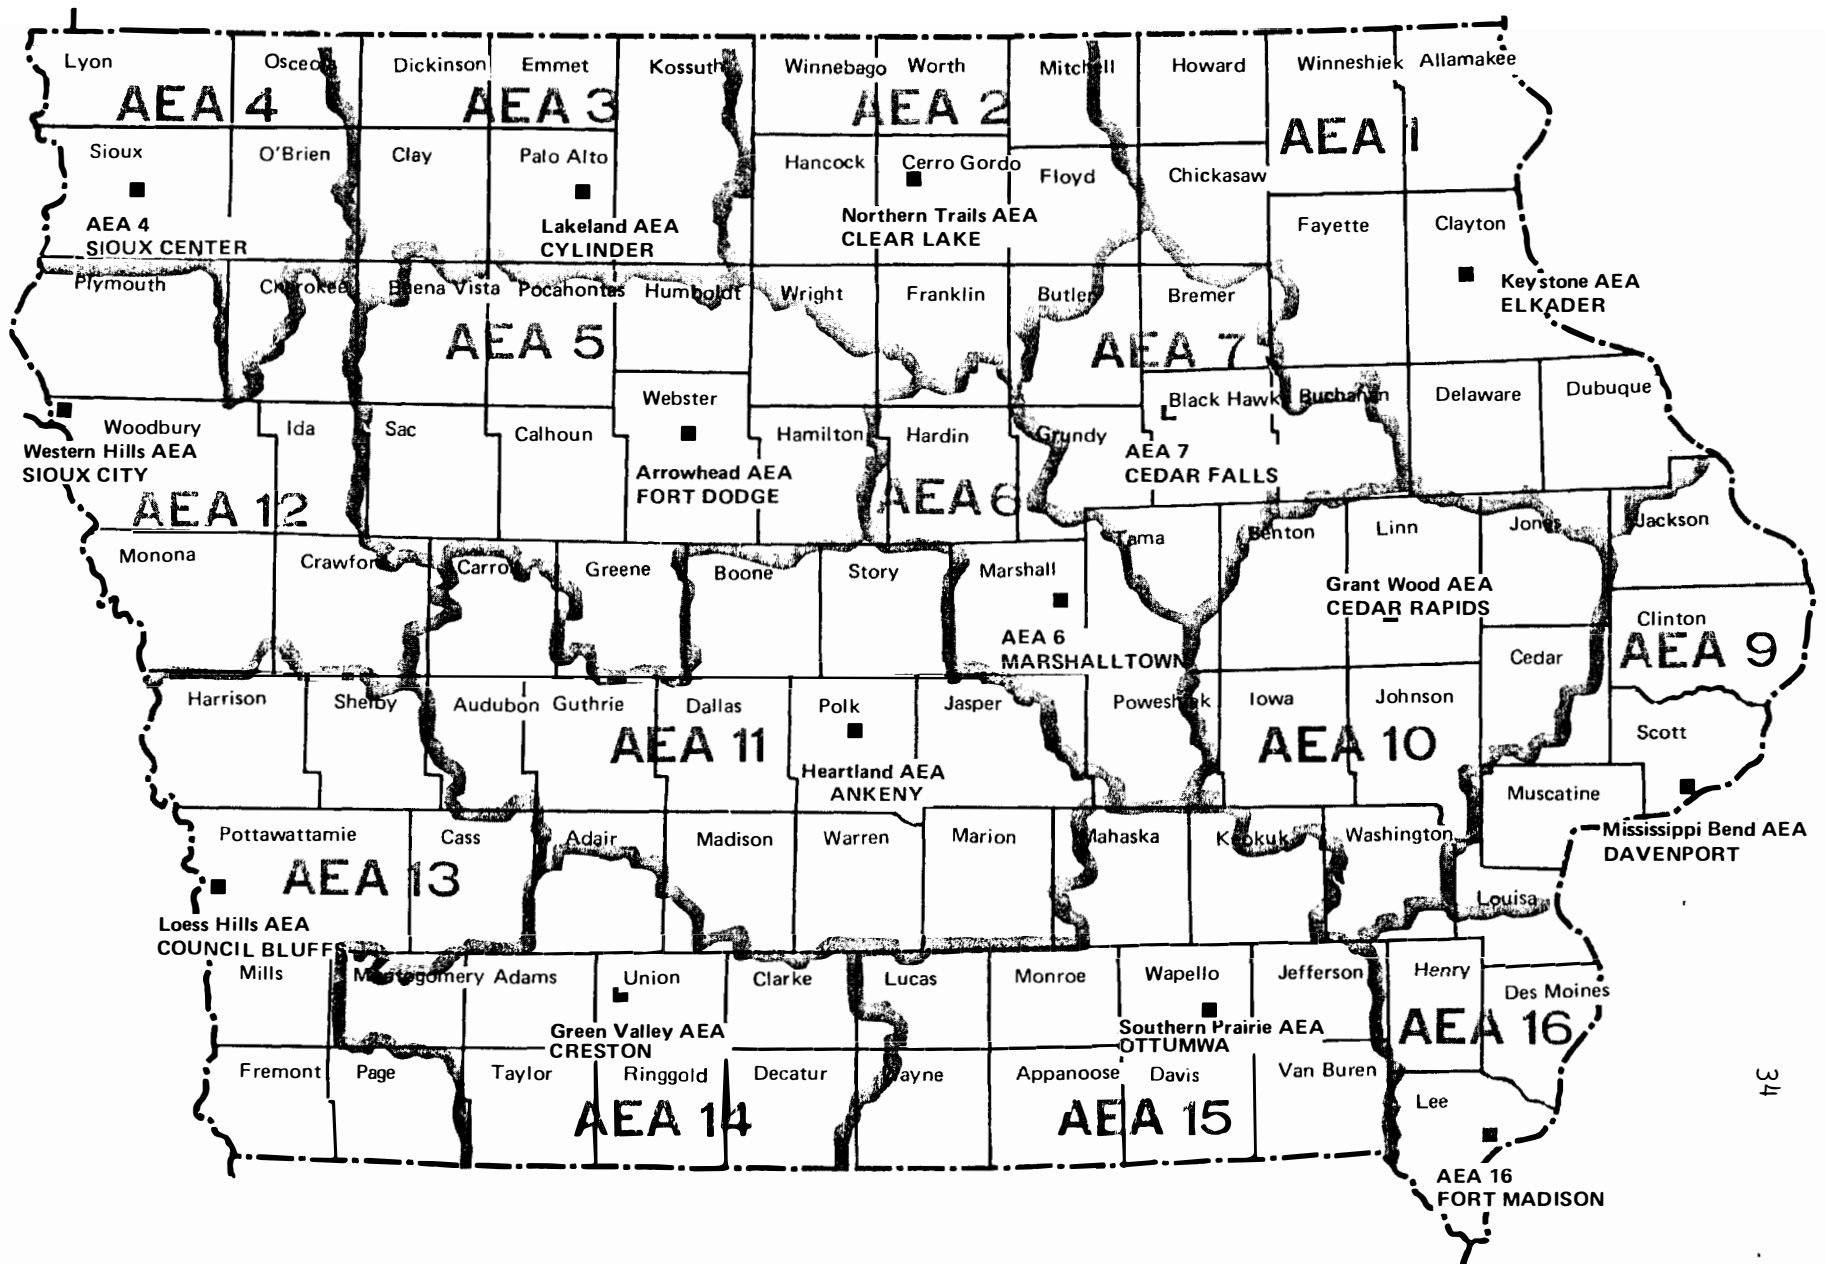 Lyon
Osceola
Dickinson
Emmet
Kossuth
Winnebago
Worth
Mitchell
Howard
Winneshiek
Allamakee
AEA 4
AEA 3
AEA 2
AEA 1
Sioux
O'Brien
Clay
Palo Alto
Hancock
Cerro Gordo
Floyd
Chickasaw
Fayette
Clayton
AEA 4
SIOUX CENTER
Lakeland AEA
CYLINDER
Northern Trails AEA
CLEAR LAKE
Keystone AEA
ELKADER
Plymouth
Cherokee
Buena Vista
Pocahontas
Humboldt
Wright
Franklin
Butler
Bremer
AEA 5
AEA 7
Woodbury
Ida
Sac
Calhoun
Webster
Hamilton
Hardin
Grundy
Black Hawk
Buchanan
Delaware
Dubuque
Western Hills AEA
SIOUX CITY
Arrowhead AEA
FORT DODGE
AEA 7
CEDAR FALLS
AEA 12
AEA 6
Monona
Crawford
Carroll
Greene
Boone
Story
Marshall
Tama
Benton
Linn
Jones
Jackson
Grant Wood AEA
CEDAR RAPIDS
AEA 6
MARSHALLTOWN
Clinton
AEA 9
Cedar
Harrison
Shelby
Audubon
Guthrie
Dallas
Polk
Jasper
Poweshiek
Iowa
Johnson
Scott
AEA 11
AEA 10
Heartland AEA
ANKENY
Muscatine
Mississippi Bend AEA
DAVENPORT
Pottawattamie
Cass
Adair
Madison
Warren
Marion
Mahaska
Keokuk
Washington
Louisa
AEA 13
Loess Hills AEA
COUNCIL BLUFFS
Mills
Montgomery
Adams
Union
Clarke
Lucas
Monroe
Wapello
Jefferson
Henry
Des Moines
Green Valley AEA
CRESTON
Southern Prairie AEA
OTTUMWA
AEA 16
Fremont
Page
Taylor
Ringgold
Decatur
Wayne
Appanoose
Davis
Van Buren
Lee
AEA 14
AEA 15
AEA 16
FORT MADISON
34